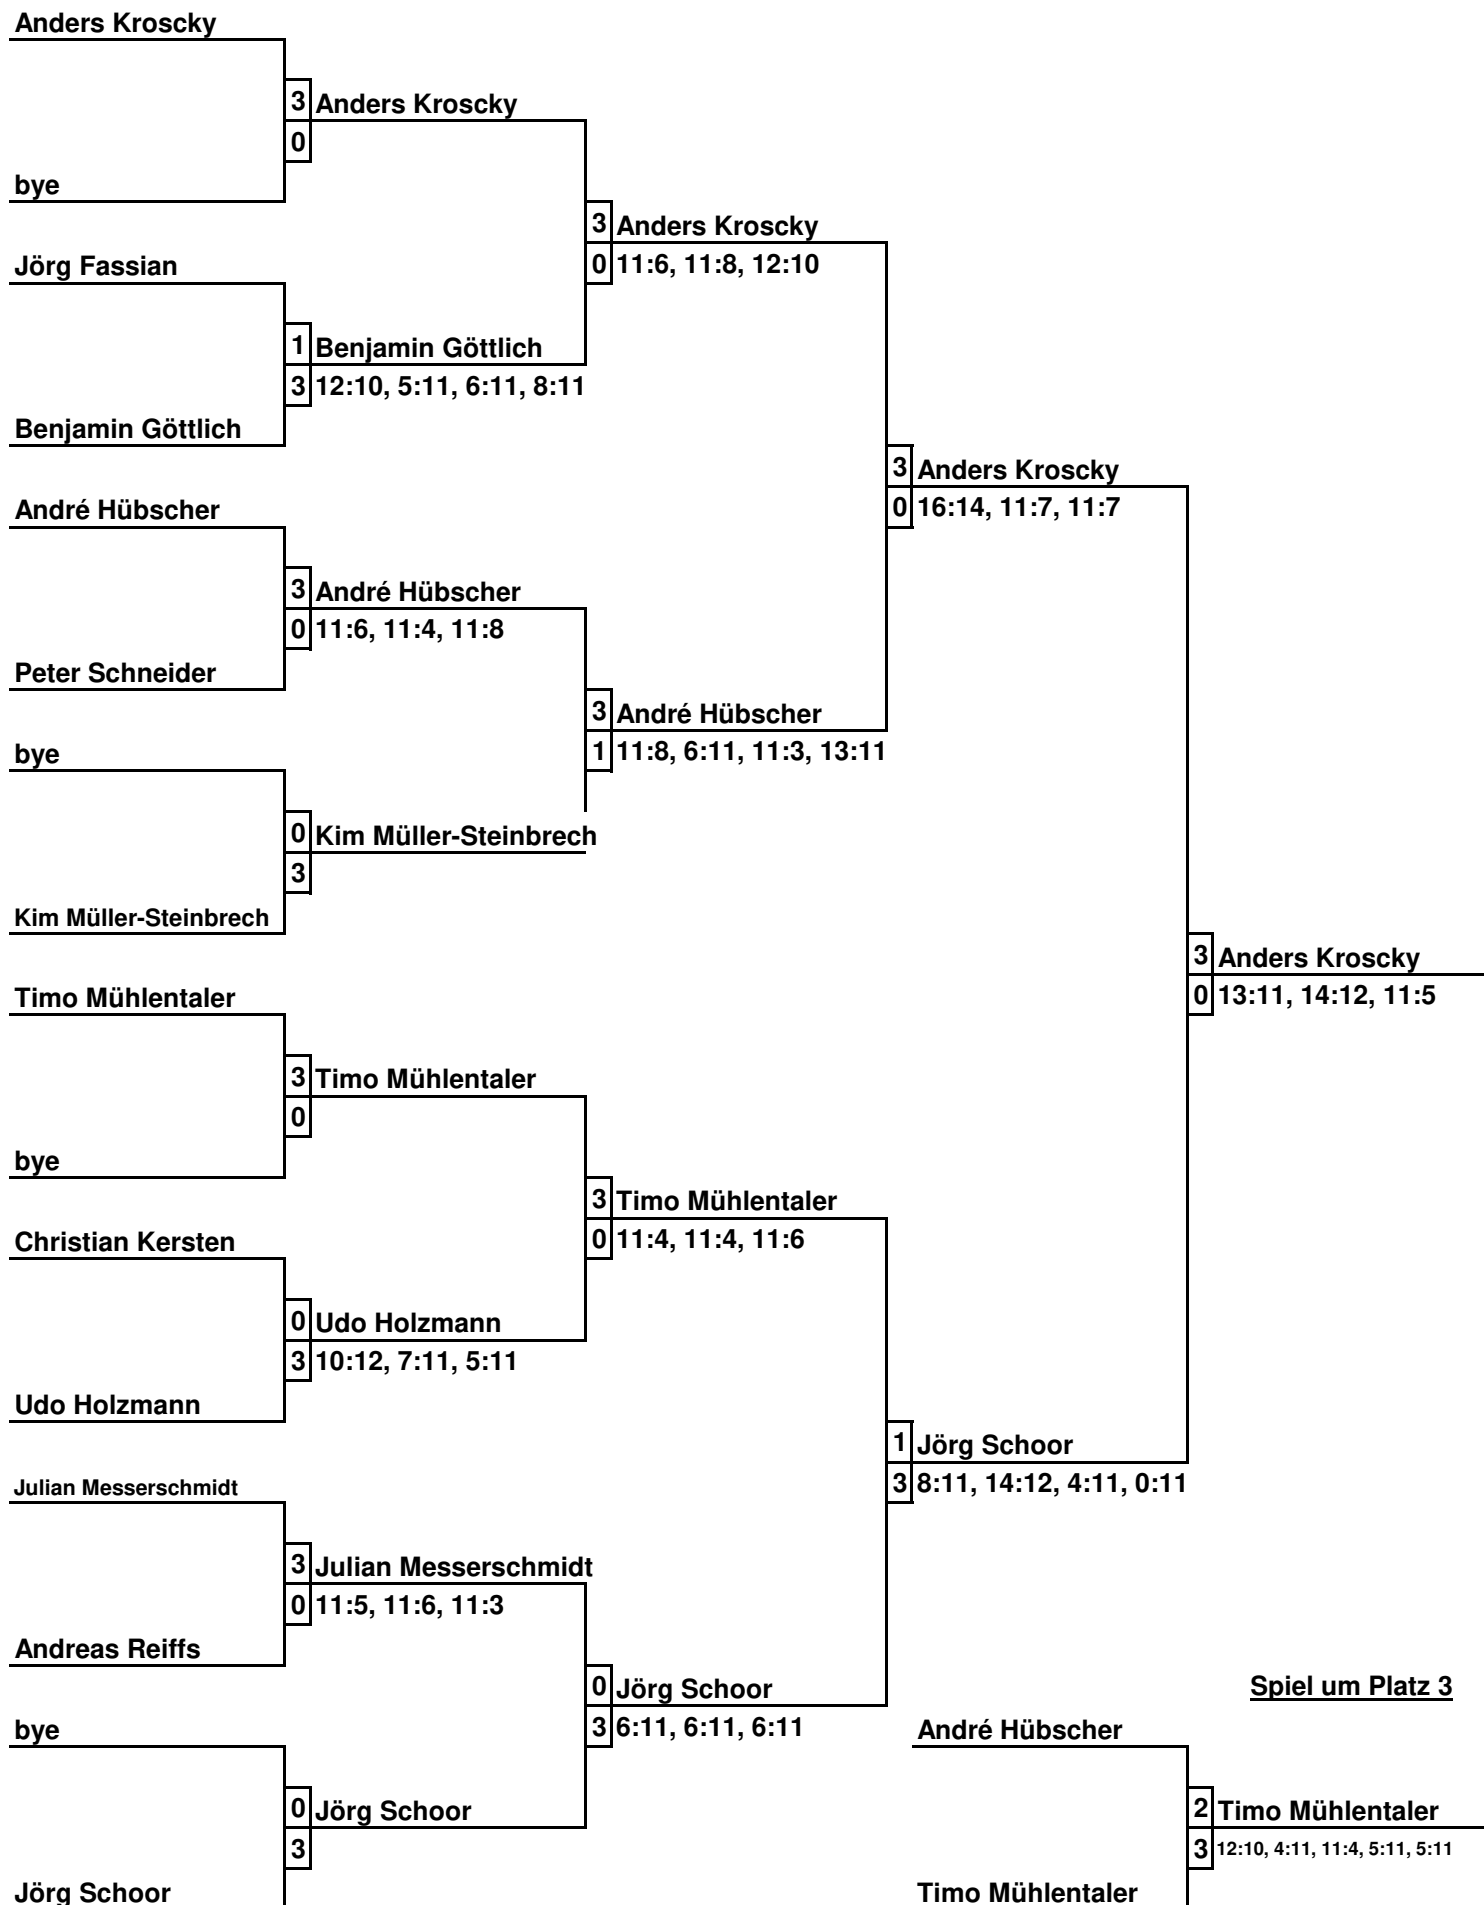 Anders Kroscky
3 Anders Kroscky
0
bye
3 Anders Kroscky
0 11:6, 11:8, 12:10
Jörg Fassian
1 Benjamin Göttlich
3 12:10, 5:11, 6:11, 8:11
Benjamin Göttlich
3 Anders Kroscky
0 16:14, 11:7, 11:7
André Hübscher
3 André Hübscher
0 11:6, 11:4, 11:8
Peter Schneider
3 André Hübscher
1 11:8, 6:11, 11:3, 13:11
bye
0 Kim Müller-Steinbrech
3
Kim Müller-Steinbrech
3 Anders Kroscky
0 13:11, 14:12, 11:5
Timo Mühlentaler
3 Timo Mühlentaler
0
bye
3 Timo Mühlentaler
0 11:4, 11:4, 11:6
Christian Kersten
0 Udo Holzmann
3 10:12, 7:11, 5:11
Udo Holzmann
1 Jörg Schoor
3 8:11, 14:12, 4:11, 0:11
Julian Messerschmidt
3 Julian Messerschmidt
0 11:5, 11:6, 11:3
Andreas Reiffs
0 Jörg Schoor
3 6:11, 6:11, 6:11
bye
0 Jörg Schoor
3
Jörg Schoor
Spiel um Platz 3
André Hübscher
2 Timo Mühlentaler
3 12:10, 4:11, 11:4, 5:11, 5:11
Timo Mühlentaler